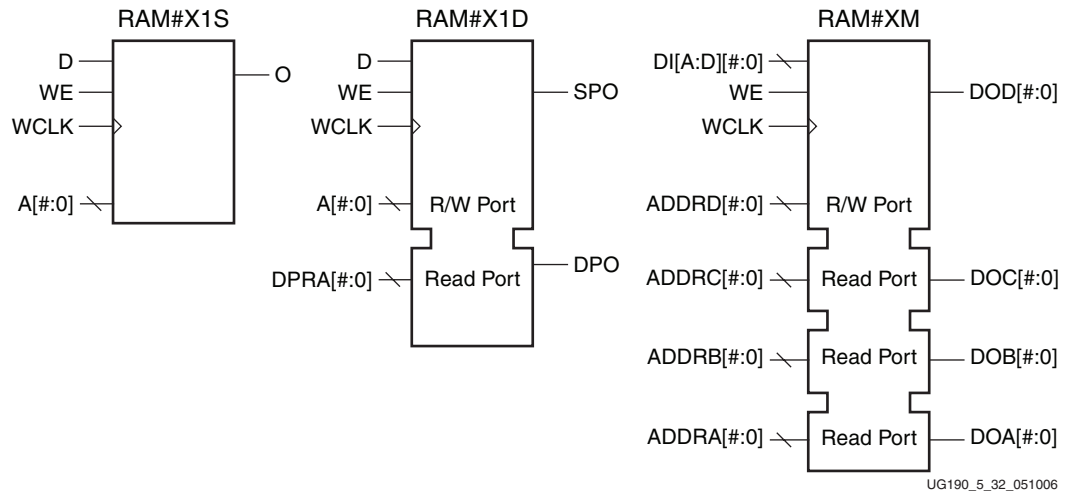 RAM#X1S
D
WE
WCLK
A[#:0]
O
RAM#X1D
D
WE
WCLK
A[#:0]
DPRA[#:0]
R/W Port
Read Port
SPO
DPO
RAM#XM
DI[A:D][#:0]
WE
WCLK
ADDRD[#:0]
ADDRC[#:0]
ADDRB[#:0]
ADDRA[#:0]
R/W Port
Read Port
Read Port
Read Port
DOD[#:0]
DOC[#:0]
DOB[#:0]
DOA[#:0]
UG190_5_32_051006